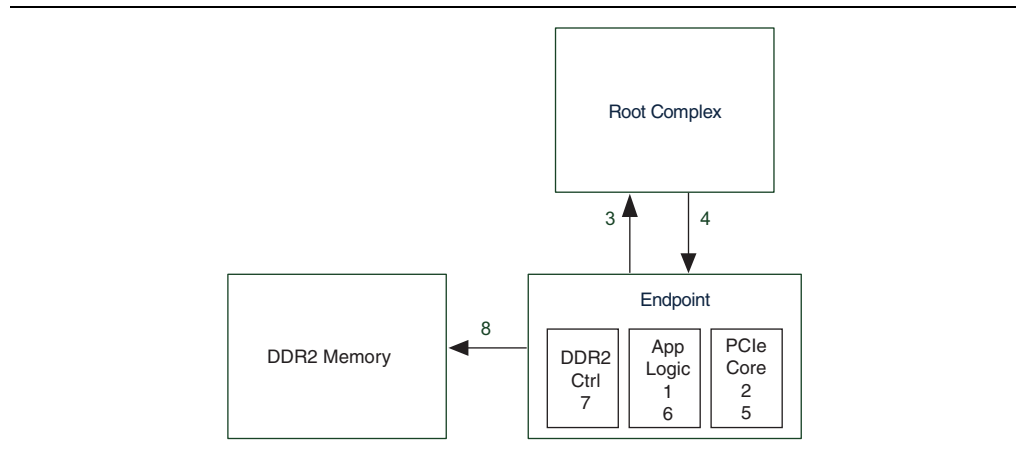 Root Complex
3
4
Endpoint
8
DDR2 Memory
DDR2
Ctrl
7
App
Logic
1
6
PCIe
Core
2
5